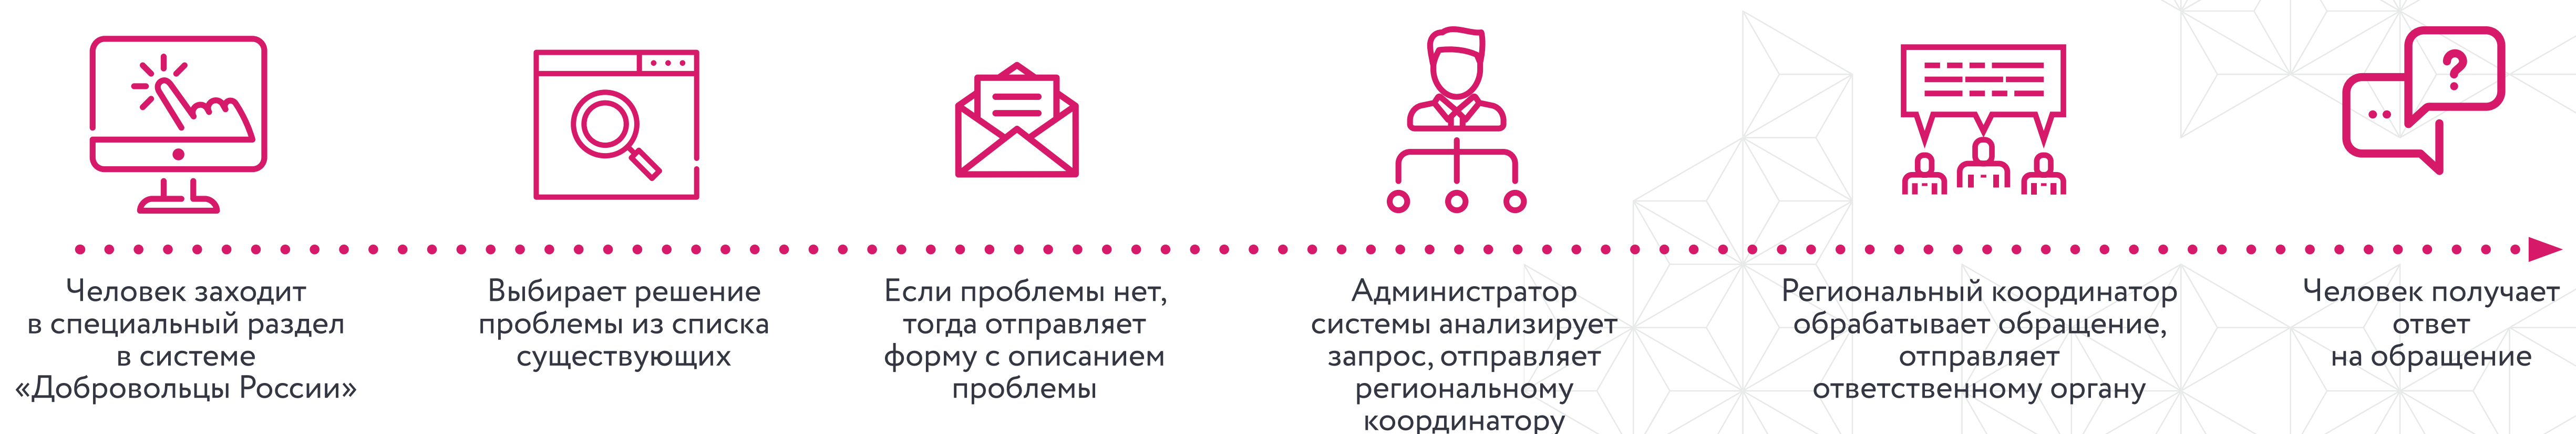 Человек заходит
в специальный раздел
в системе
«Добровольцы России»
Выбирает решение
проблемы из списка
существующих
Если проблемы нет,
тогда отправляет
форму с описанием
проблемы
Администратор
системы анализирует
запрос, отправляет
региональному
координатору
Региональный координатор
обрабатывает обращение,
отправляет
ответственному органу
Человек получает
ответ
на обращение